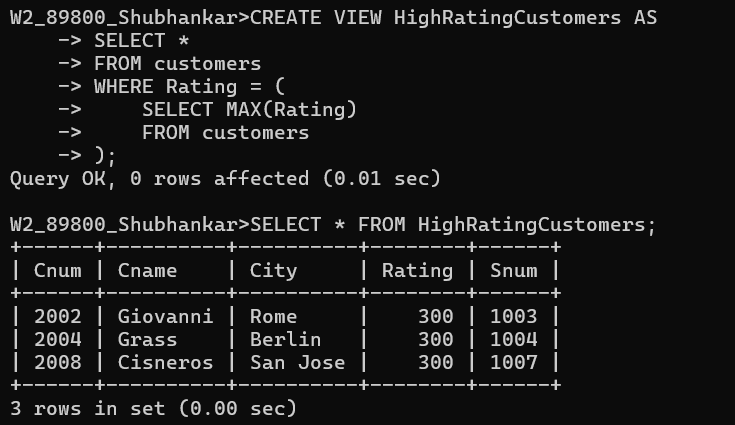 W2_89800_Shubhankar>CREATE VIEW HighRatingCustomers AS
    -> SELECT *
    -> FROM customers
    -> WHERE Rating = (
    ->     SELECT MAX(Rating)
    ->     FROM customers
    -> );
Query OK, 0 rows affected (0.01 sec)

W2_89800_Shubhankar>SELECT * FROM HighRatingCustomers;
+------+----------+----------+--------+------+
| Cnum | Cname    | City     | Rating | Snum |
+------+----------+----------+--------+------+
| 2002 | Giovanni | Rome     |    300 | 1003 |
| 2004 | Grass    | Berlin   |    300 | 1004 |
| 2008 | Cisneros | San Jose |    300 | 1007 |
+------+----------+----------+--------+------+
3 rows in set (0.00 sec)